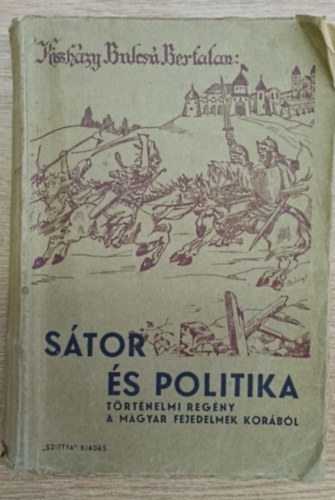 Kisházy Bulcsú Bertalan:
SÁTOR
ÉS POLITIKA
TÖRTÉNELMI REGÉNY
A MAGYAR FEJEDELMEK KORÁBÓL
„SZITTYA” KIADÁS